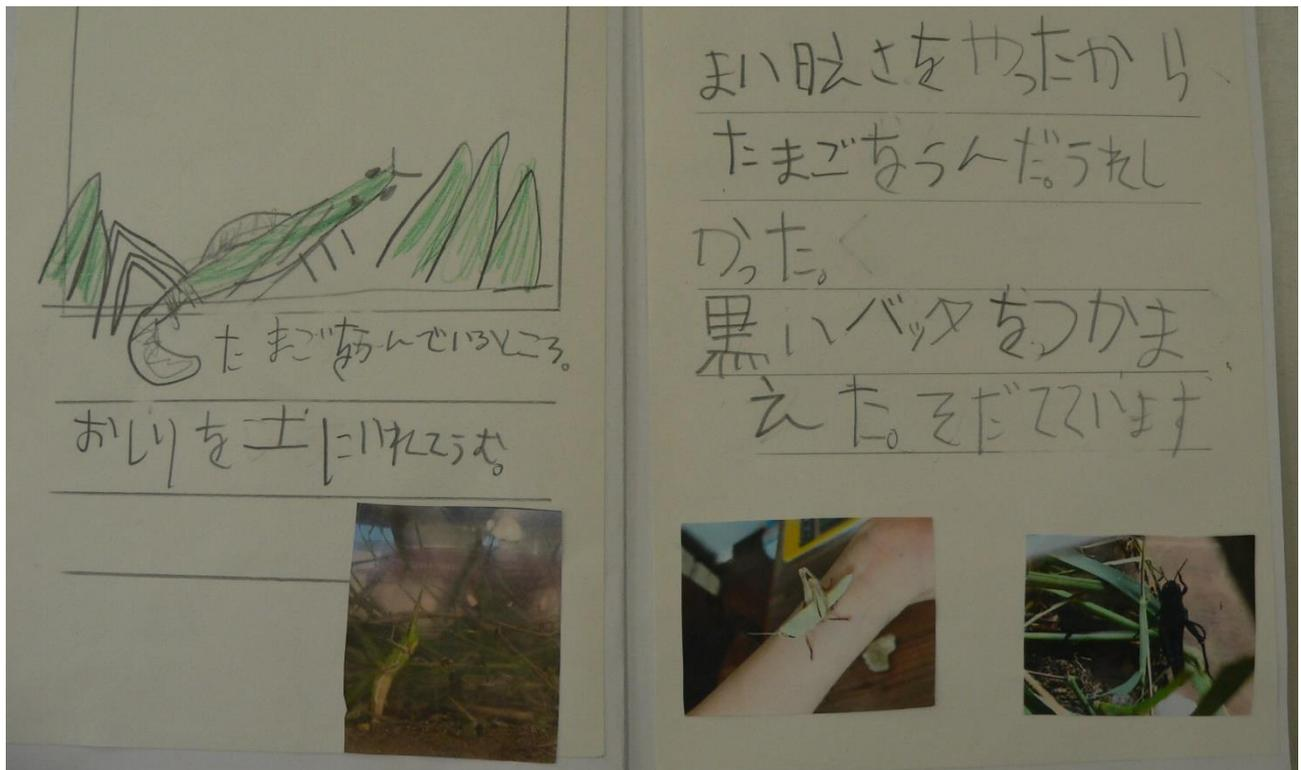 たまごをうんでいるところ。
おしりを土にいれてうむ。
まい日えさをやったから
たまごをうんだ。うれし
かった。
黒いバッタをつかま
えた。そだてています